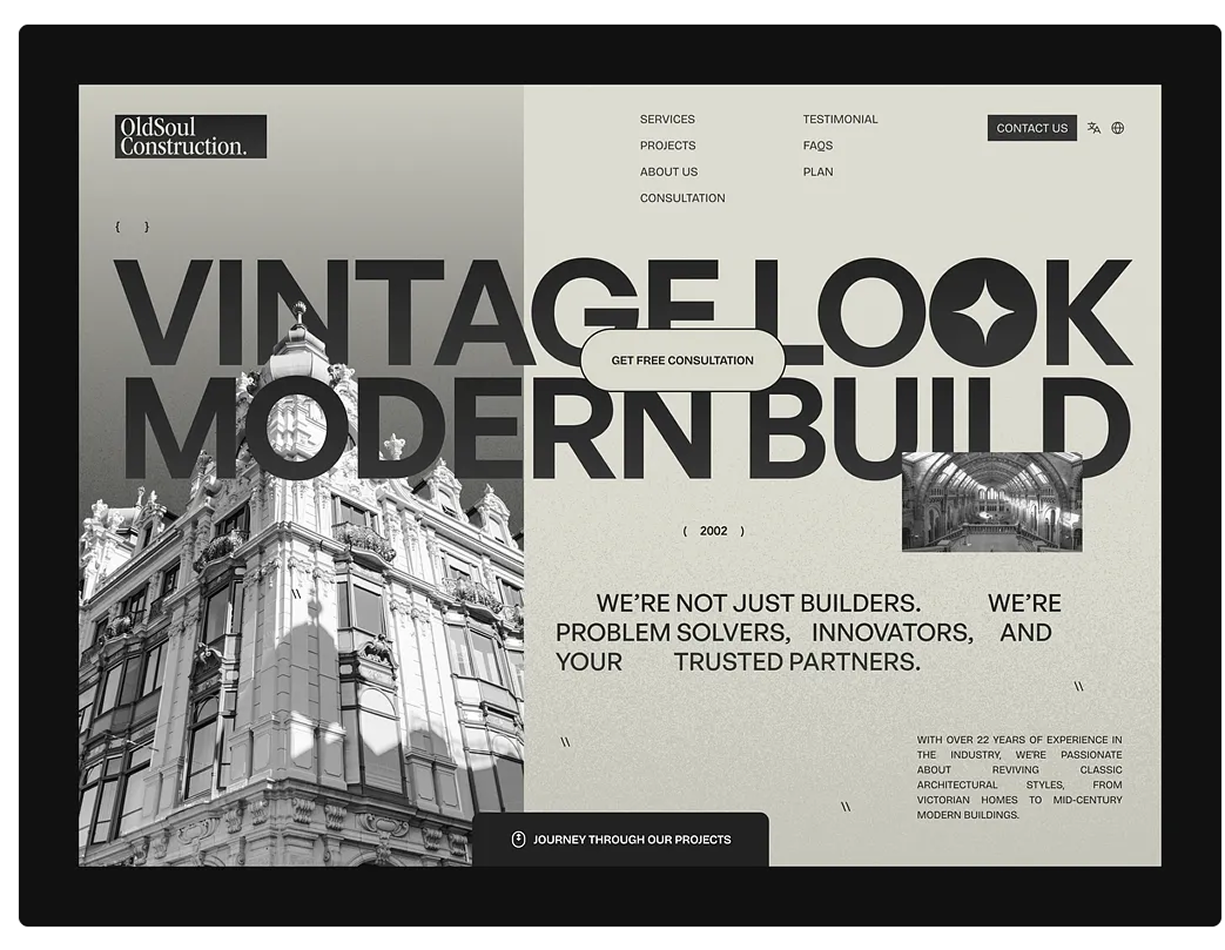 OldSoul
Construction.
SERVICES
PROJECTS
ABOUT US
CONSULTATION
TESTIMONIAL
FAQS
PLAN
CONTACT US
{ }
VINTAGE LOOK
GET FREE CONSULTATION
MODERN BUILD
( 2002 )
WE’RE NOT JUST BUILDERS. WE’RE
PROBLEM SOLVERS, INNOVATORS, AND
YOUR TRUSTED PARTNERS.
\\
\\
\\
\\
WITH OVER 22 YEARS OF EXPERIENCE IN
THE INDUSTRY, WE'RE PASSIONATE
ABOUT REVIVING CLASSIC
ARCHITECTURAL STYLES, FROM
VICTORIAN HOMES TO MID-CENTURY
MODERN BUILDINGS.
JOURNEY THROUGH OUR PROJECTS